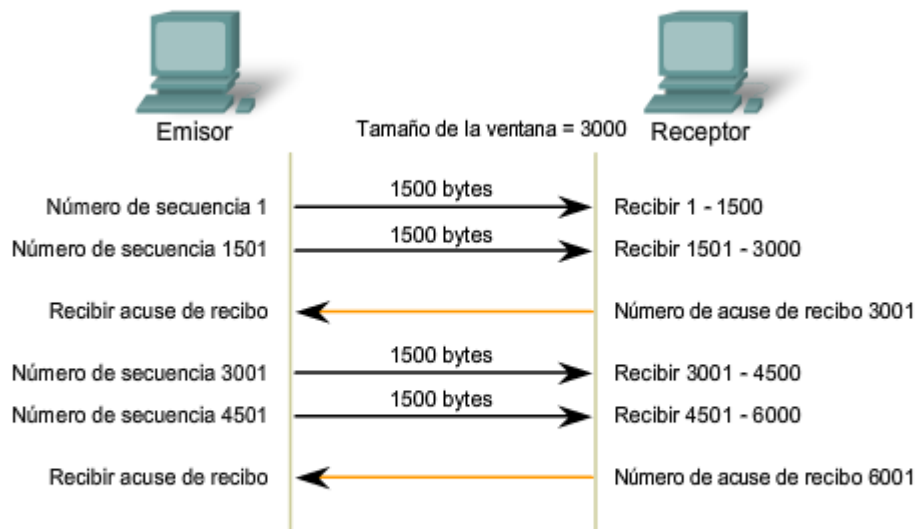 Emisor
Tamaño de la ventana = 3000
Receptor
1500 bytes
Número de secuencia 1
Recibir 1 - 1500
1500 bytes
Número de secuencia 1501
Recibir 1501 - 3000
Recibir acuse de recibo
Número de acuse de recibo 3001
1500 bytes
Número de secuencia 3001
Recibir 3001 - 4500
1500 bytes
Número de secuencia 4501
Recibir 4501 - 6000
Recibir acuse de recibo
Número de acuse de recibo 6001